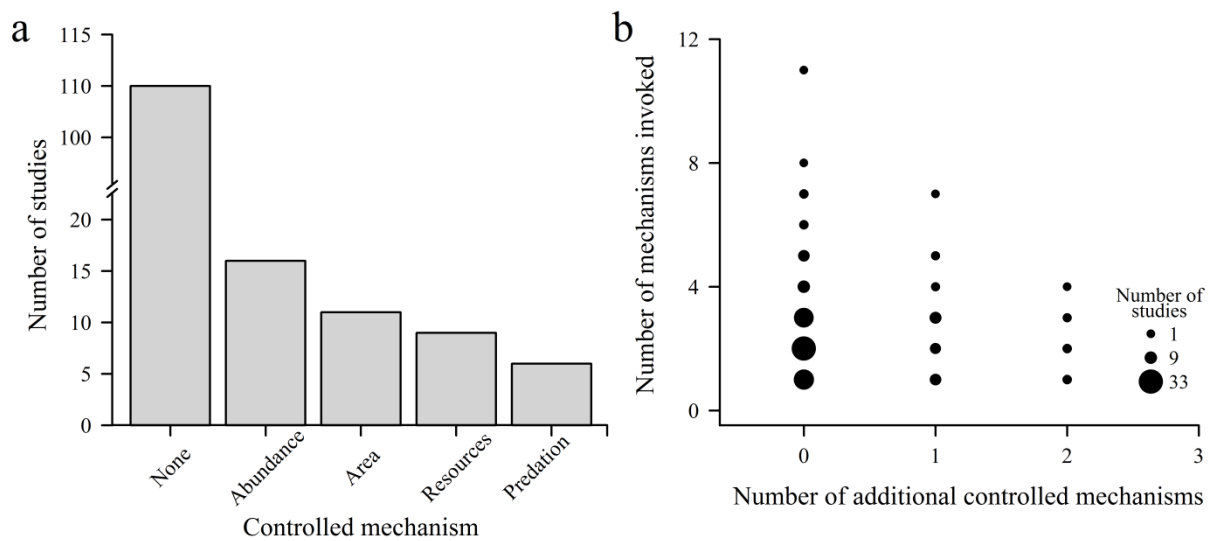 a
115
110
100
20
15
10
5
0
Number of studies
None
Abundance
Area
Resources
Predation
Controlled mechanism
b
12
8
4
0
Number of mechanisms invoked
Number of
studies
1
9
33
0
1
2
3
Number of additional controlled mechanisms